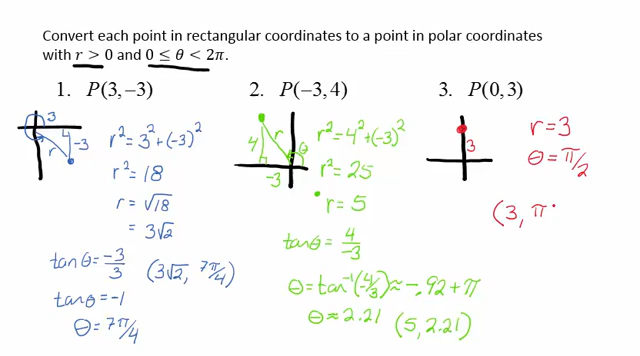 Convert each point in rectangular coordinates to a point in polar coordinates
with r > 0 and 0 ≤ θ < 2π.
1. P(3,−3)
3
-3
r
r² = 3² + (-3)²
r² = 18
r = √18
= 3√2
tanθ = -3/3
(3√2, 7π/4)
tanθ = -1
θ = 7π/4
2. P(−3,4)
4
r
θ
-3
r² = 4² + (-3)²
r² = 25
r = 5
tanθ = 4/-3
θ = tan⁻¹(4/-3) ≈ -.92 + π
θ ≈ 2.21
(5, 2.21)
3. P(0,3)
3
r = 3
θ = π/2
(3, π